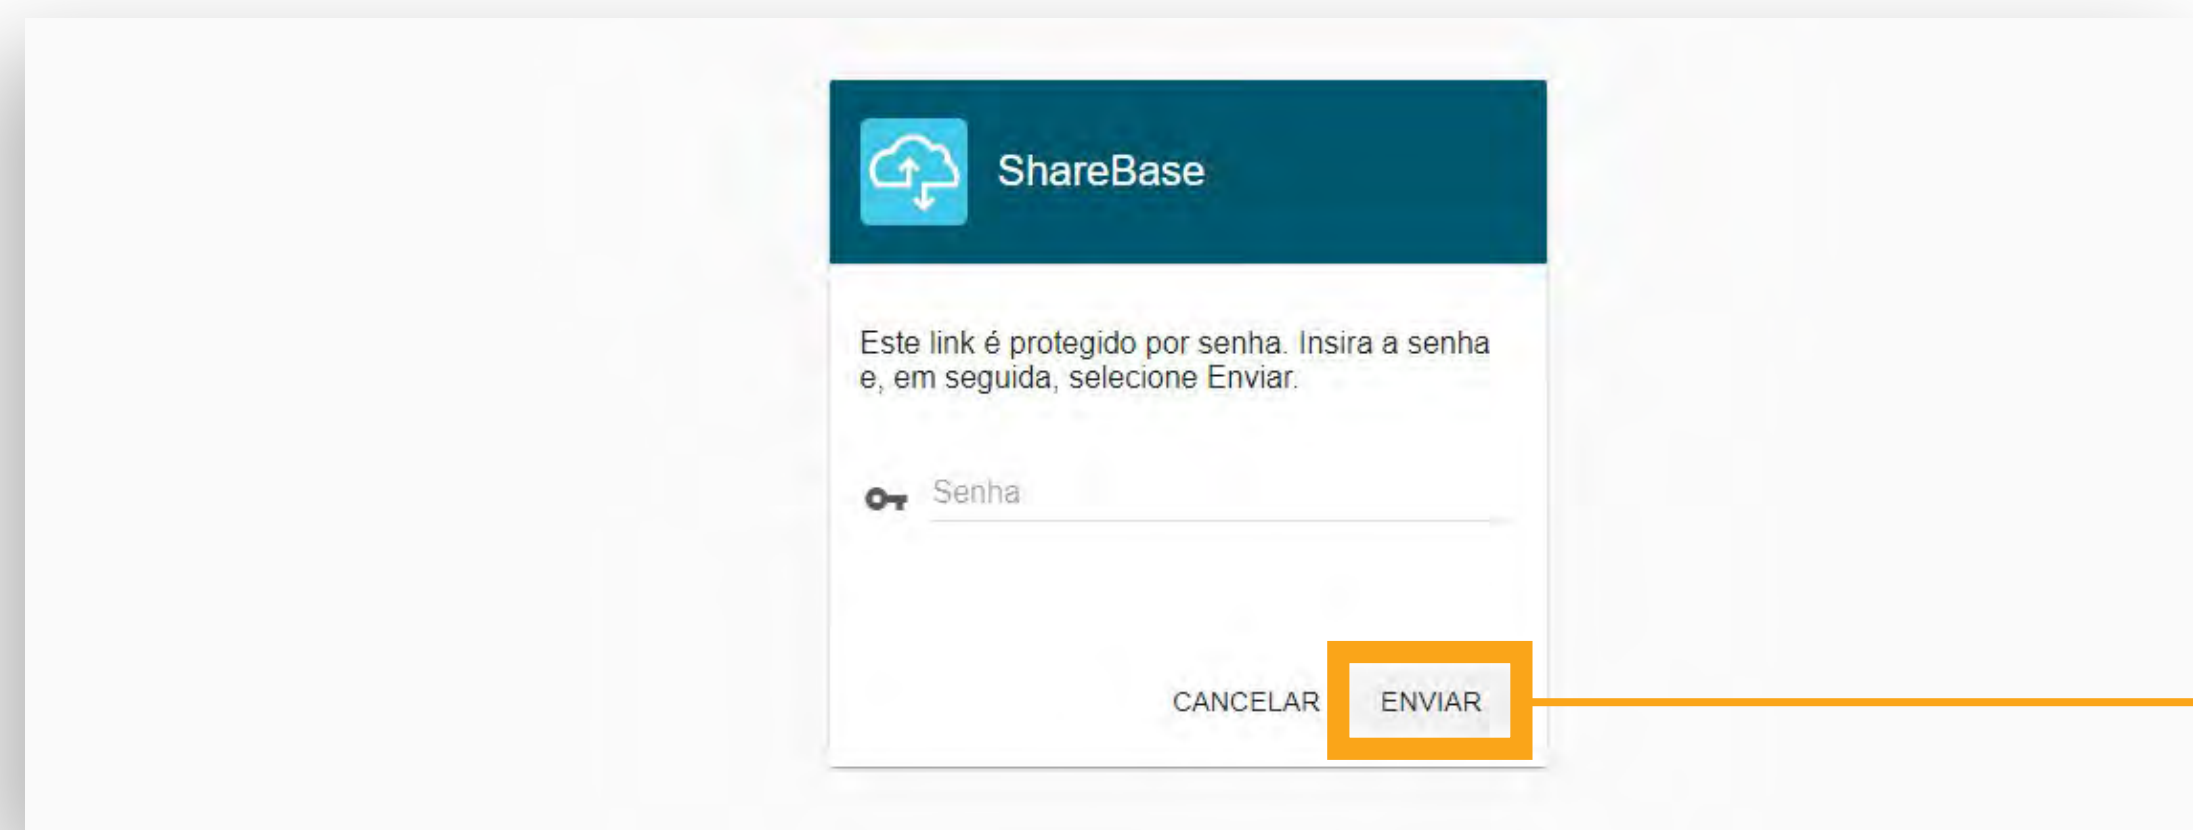 ShareBase
Este link é protegido por senha. Insira a senha
e, em seguida, selecione Enviar.
Senha
CANCELAR ENVIAR